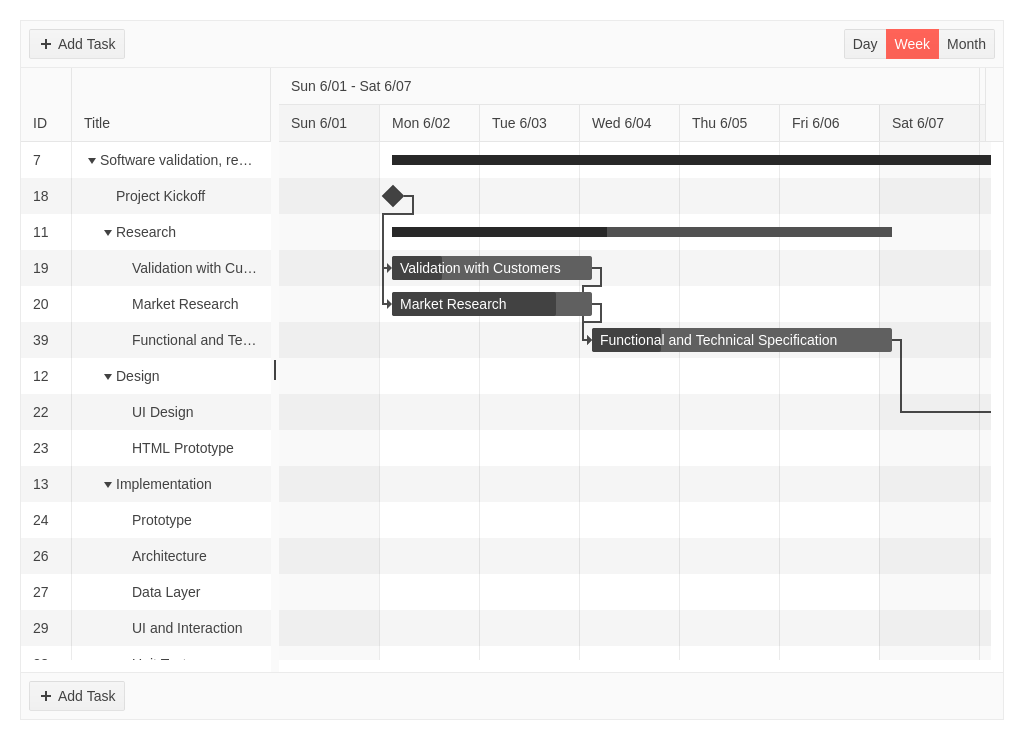 Add Task
Day Week Month
Sun 6/01 - Sat 6/07
ID Title Sun 6/01 Mon 6/02 Tue 6/03 Wed 6/04 Thu 6/05 Fri 6/06 Sat 6/07
7 Software validation, re…
18 Project Kickoff
11 Research
19 Validation with Cu… Validation with Customers
20 Market Research Market Research
39 Functional and Te… Functional and Technical Specification
12 Design
22 UI Design
23 HTML Prototype
13 Implementation
24 Prototype
26 Architecture
27 Data Layer
29 UI and Interaction
Add Task